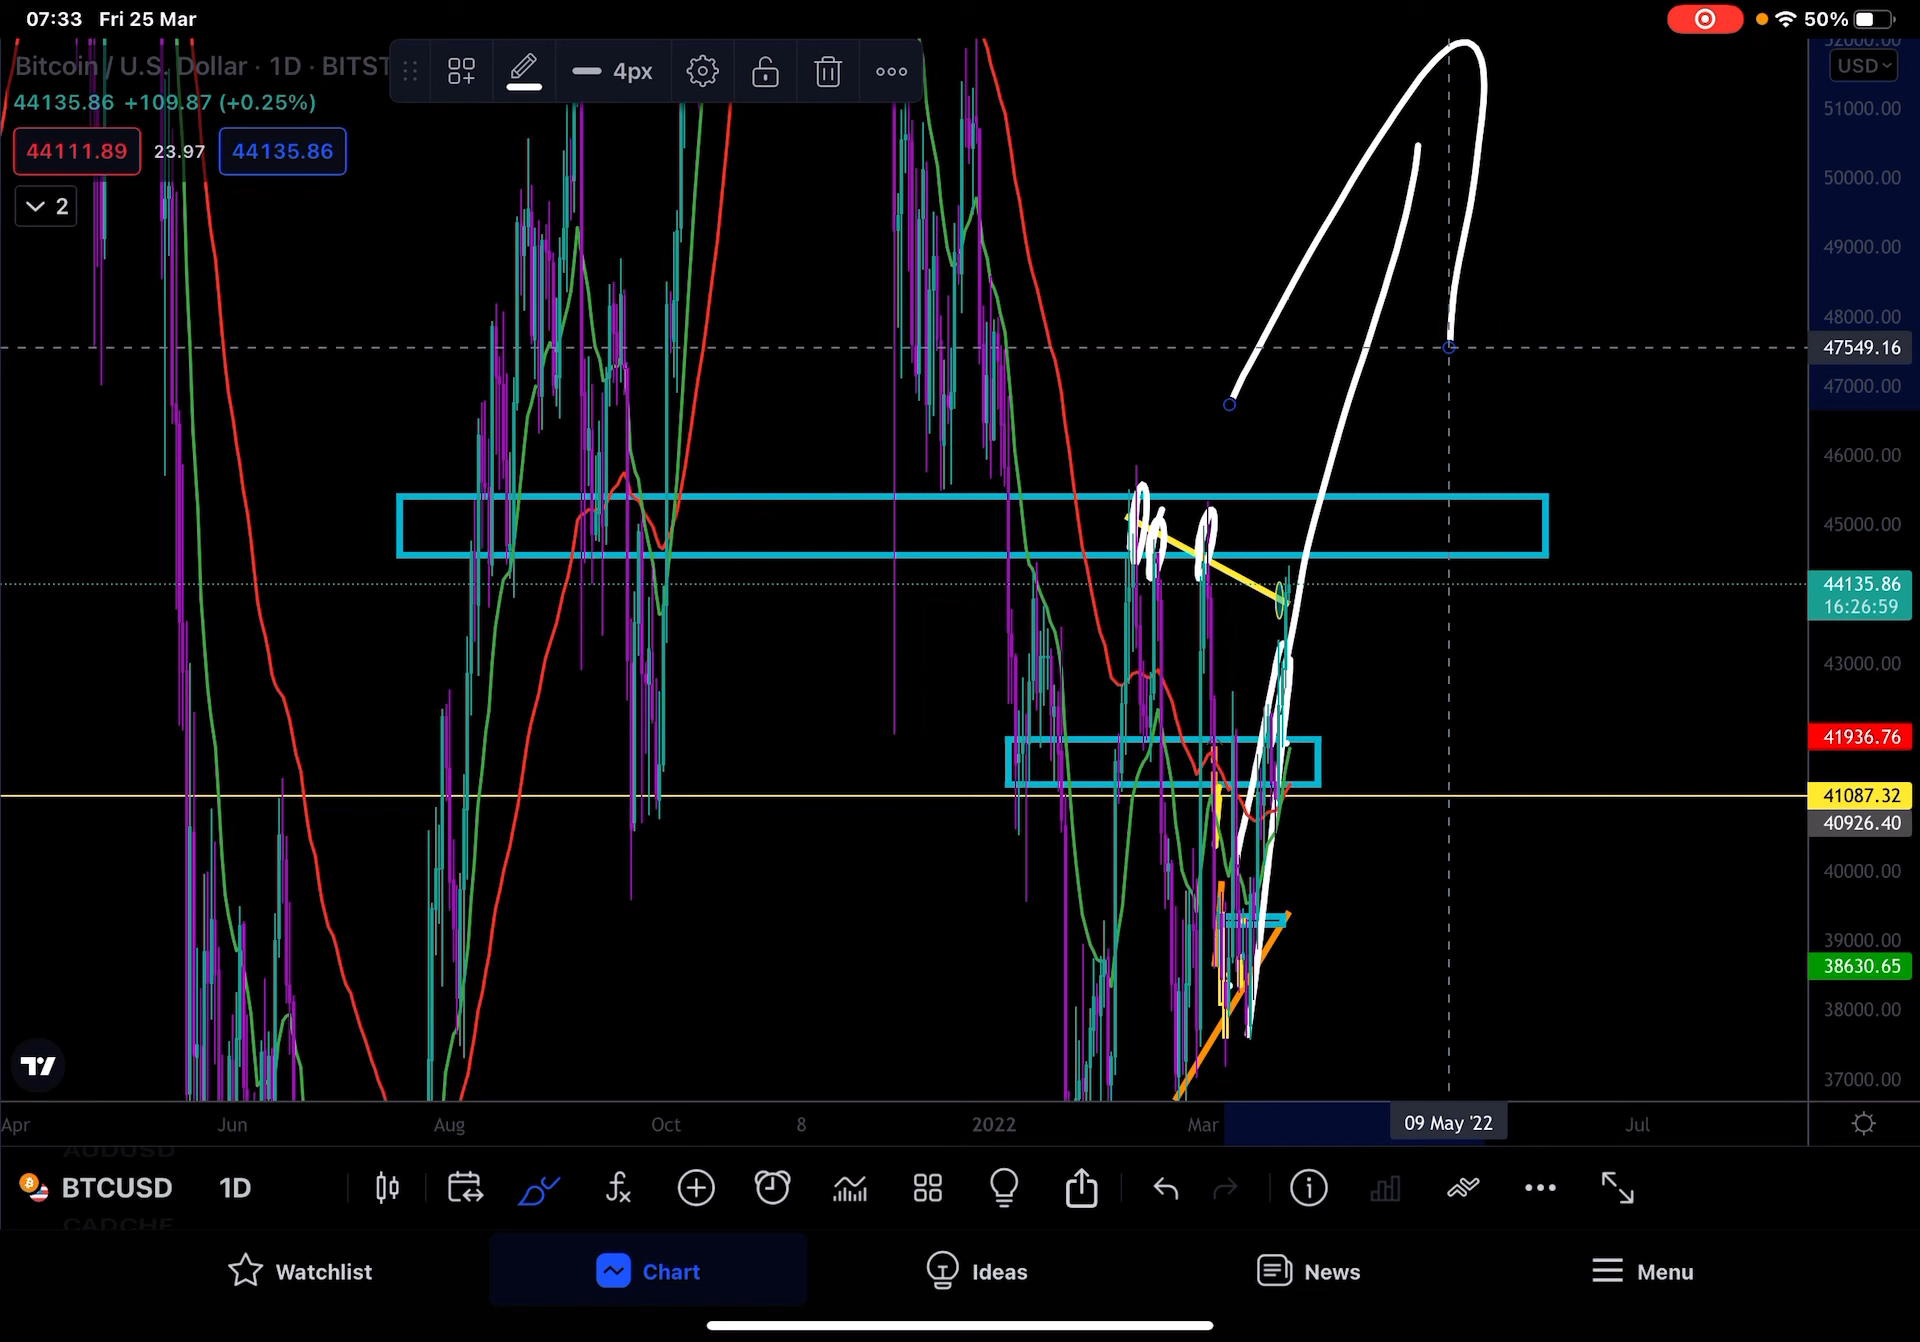 07:33 Fri 25 Mar
50%
Bitcoin / U.S. Dollar · 1D · BITST
4px
USD
44135.86 +109.87 (+0.25%)
44111.89 23.97 44135.86
2
52000.00
51000.00
50000.00
49000.00
48000.00
47549.16
47000.00
46000.00
45000.00
44135.86
16:26:59
43000.00
41936.76
41087.32
40926.40
40000.00
39000.00
38630.65
38000.00
37000.00
Apr Jun Aug Oct 8 2022 Mar 09 May '22 Jul
AUDUSD
BTCUSD 1D
CADCHF
Watchlist Chart Ideas News Menu